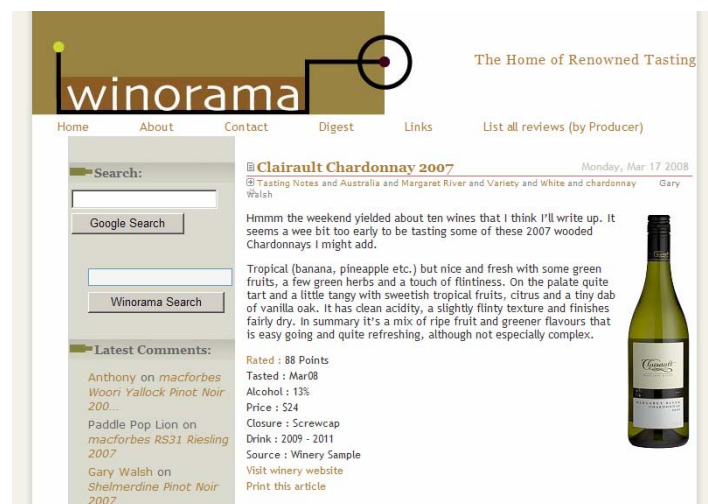 winorama
The Home of Renowned Tasting
Home About Contact Digest Links List all reviews (by Producer)
Search:
Google Search
Winorama Search
Latest Comments:
Anthony on macforbes
Woori Yallock Pinot Noir
200...
Paddle Pop Lion on
macforbes RS31 Riesling
2007
Gary Walsh on
Shelmerdine Pinot Noir
2007
Clairault Chardonnay 2007 Monday, Mar 17 2008
Tasting Notes and Australia and Margaret River and Variety and White and chardonnay Gary
Walsh
Hmmm the weekend yielded about ten wines that I think I'll write up. It
seems a wee bit too early to be tasting some of these 2007 wooded
Chardonnays I might add.
Tropical (banana, pineapple etc.) but nice and fresh with some green
fruits, a few green herbs and a touch of flintiness. On the palate quite
tart and a little tangy with sweetish tropical fruits, citrus and a tiny dab
of vanilla oak. It has clean acidity, a slightly flinty texture and finishes
fairly dry. In summary it's a mix of ripe fruit and greener flavours that
is easy going and quite refreshing, although not especially complex.
Rated : 88 Points
Tasted : Mar08
Alcohol : 13%
Price : $24
Closure : Screwcap
Drink : 2009 - 2011
Source : Winery Sample
Visit winery website
Print this article
Clairault
MARGARET RIVER
CHARDONNAY